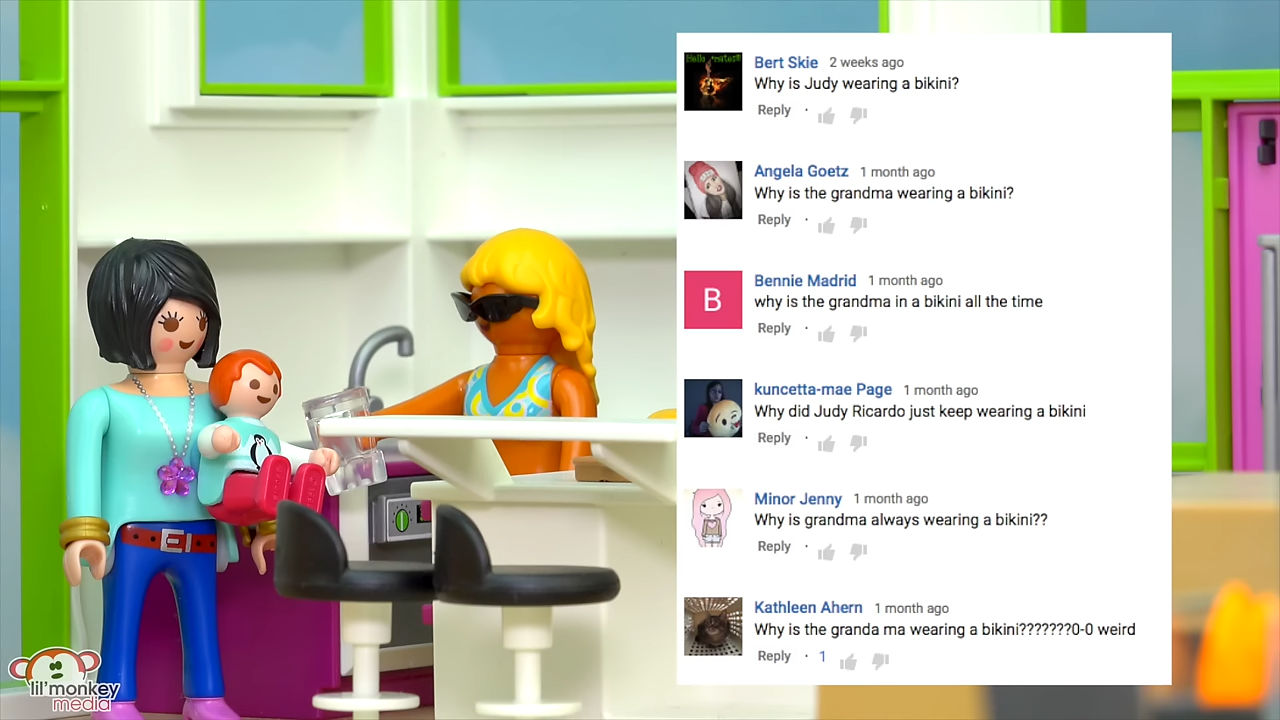 Bert Skie 2 weeks ago
Why is Judy wearing a bikini?
Reply ·
Angela Goetz 1 month ago
Why is the grandma wearing a bikini?
Reply ·
B
Bennie Madrid 1 month ago
why is the grandma in a bikini all the time
Reply ·
kuncetta-mae Page 1 month ago
Why did Judy Ricardo just keep wearing a bikini
Reply ·
Minor Jenny 1 month ago
Why is grandma always wearing a bikini??
Reply ·
Kathleen Ahern 1 month ago
Why is the granda ma wearing a bikini???????0-0 weird
Reply · 1
lil'monkey
media